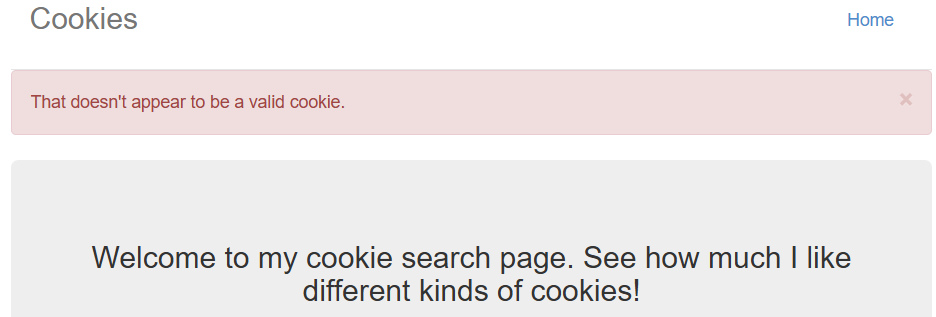 Cookies
Home
That doesn't appear to be a valid cookie.
×
Welcome to my cookie search page. See how much I like
different kinds of cookies!